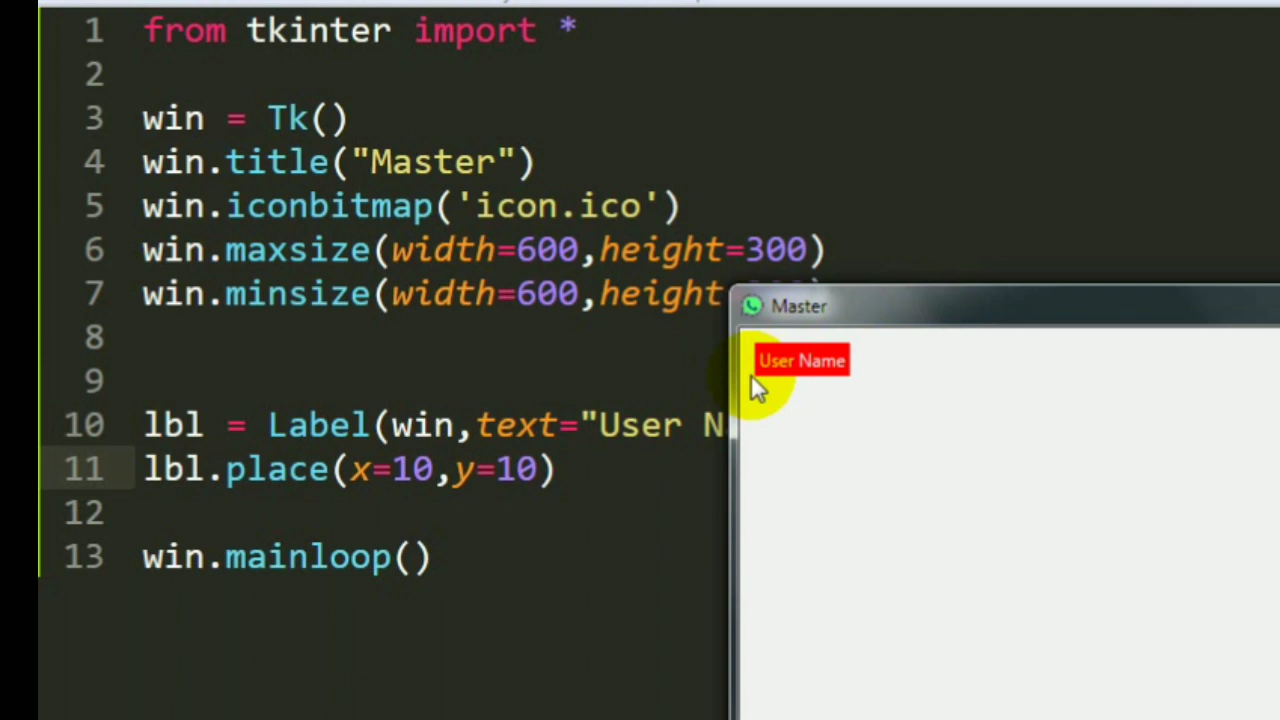 1 from tkinter import *
2
3 win = Tk()
4 win.title("Master")
5 win.iconbitmap('icon.ico')
6 win.maxsize(width=600,height=300)
7 win.minsize(width=600,height
8
9
10 lbl = Label(win,text="User N
11 lbl.place(x=10,y=10)
12
13 win.mainloop()
Master
User Name